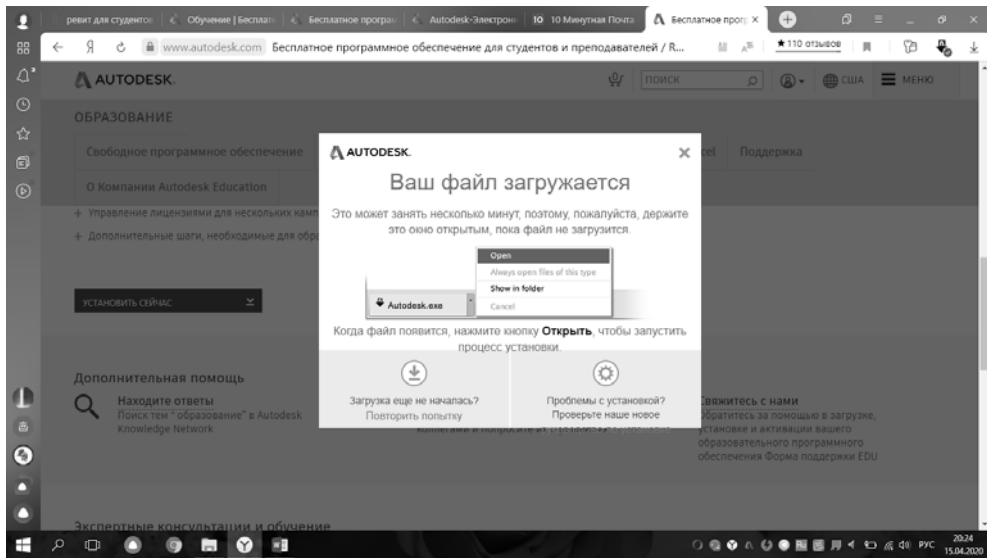 ревит для студентов
Обучение | Бесплат
Бесплатное програм
Autodesk-Электронн
10 10 Минутная Почта
Бесплатное прог
www.autodesk.com Бесплатное программное обеспечение для студентов и преподавателей / R...
★ 110 отзывов
AUTODESK.
ПОИСК
США
МЕНЮ
ОБРАЗОВАНИЕ
Свободное программное обеспечение
Поддержка
О Компании Autodesk Education
+ Управление лицензиями для нескольких камп
+ Дополнительные шаги, необходимые для обра
УСТАНОВИТЬ СЕЙЧАС
AUTODESK.
Ваш файл загружается
Это может занять несколько минут, поэтому, пожалуйста, держите
это окно открытым, пока файл не загрузится.
Open
Always open files of this type
Show in folder
Cancel
Autodesk.exe
Когда файл появится, нажмите кнопку Открыть, чтобы запустить
процесс установки.
Загрузка еще не началась?
Повторить попытку
Проблемы с установкой?
Проверьте наше новое
Дополнительная помощь
Находите ответы
Поиск тем " образование" в Autodesk
Knowledge Network
Свяжитесь с нами
Обратитесь за помощью в загрузке,
установке и активации вашего
образовательного программного
обеспечения Форма поддержки EDU
Экспертные консультации и обучение
РУС
20:24
15.04.2020